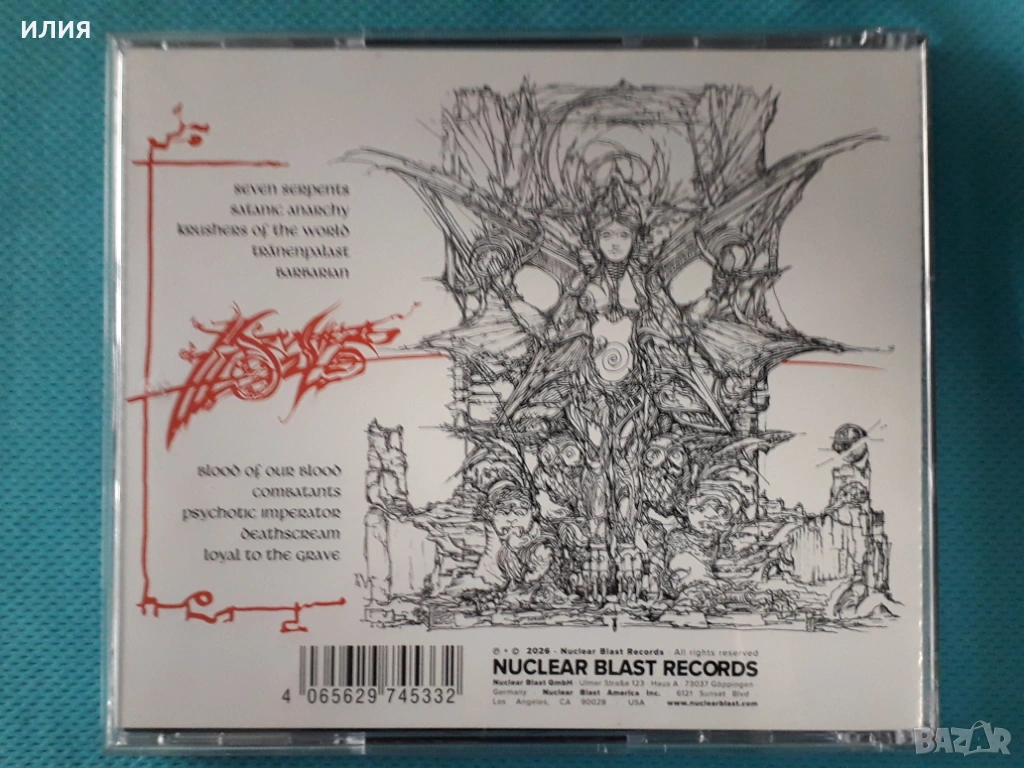 илия
seven serpents
satanic anarchy
krushers of the world
tränenpalast
barbarian
blood of our blood
combatants
psychotic imperator
deathscream
loyal to the grave
4 065629 745332
℗ + © 2026 - Nuclear Blast Records · All rights reserved
NUCLEAR BLAST RECORDS
Nuclear Blast GmbH · Ulmer Straße 123 · Haus A · 73037 Göppingen
Germany · Nuclear Blast America Inc. · 6121 Sunset Blvd
Los Angeles, CA 90028 · USA www.nuclearblast.com
BAZAR